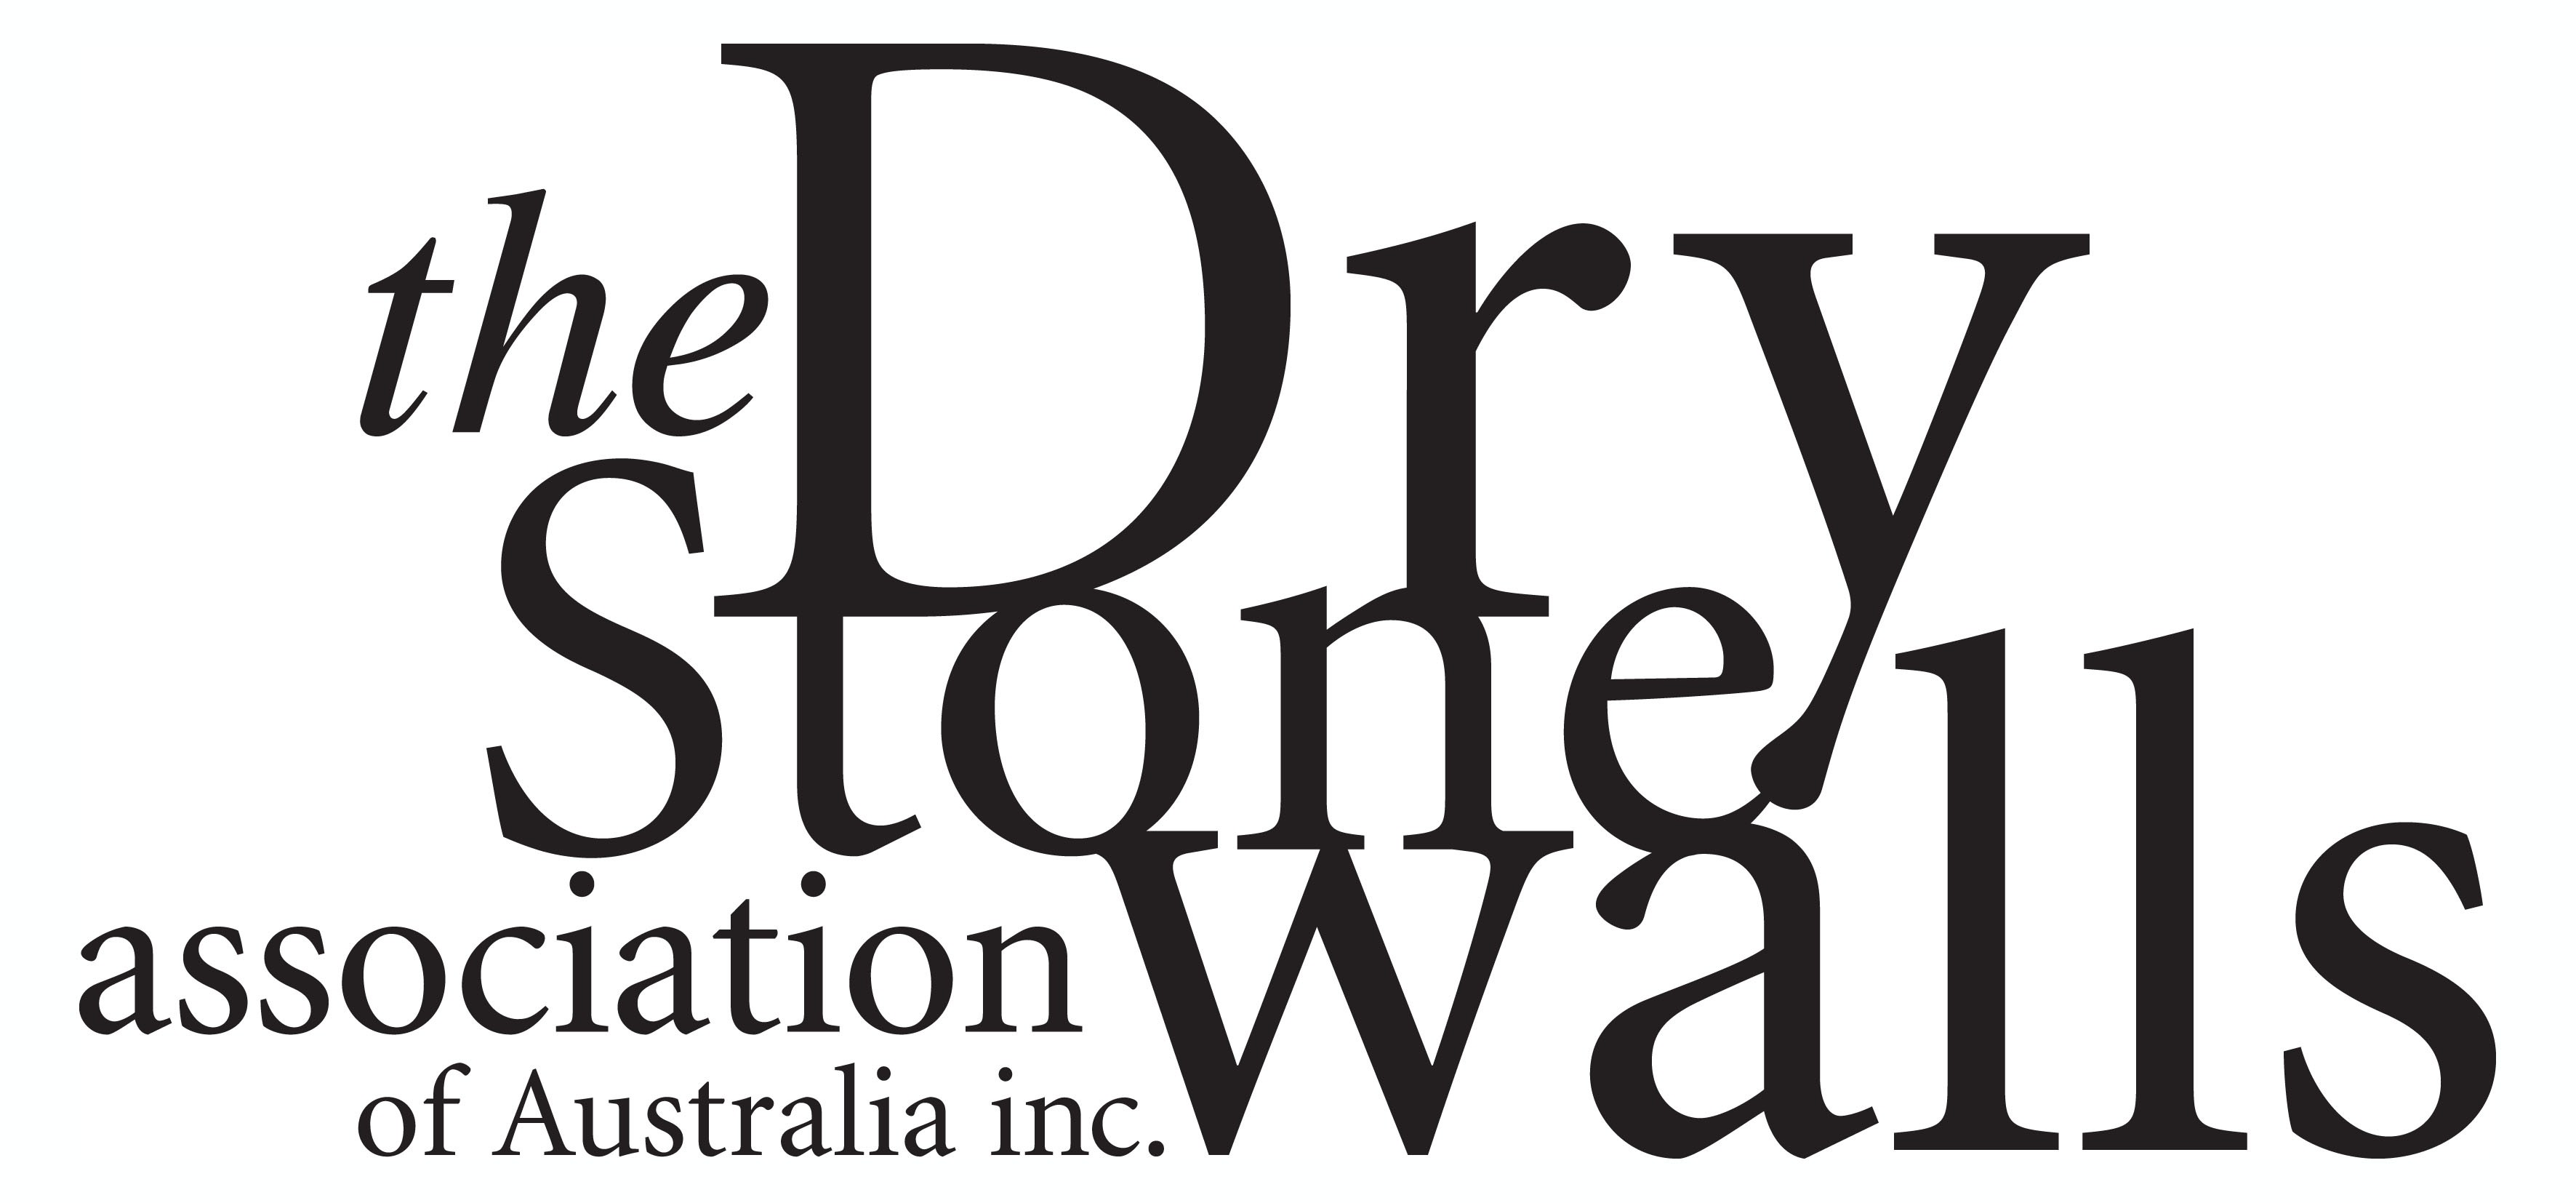 the Dry
Stone
walls
association
of Australia inc.